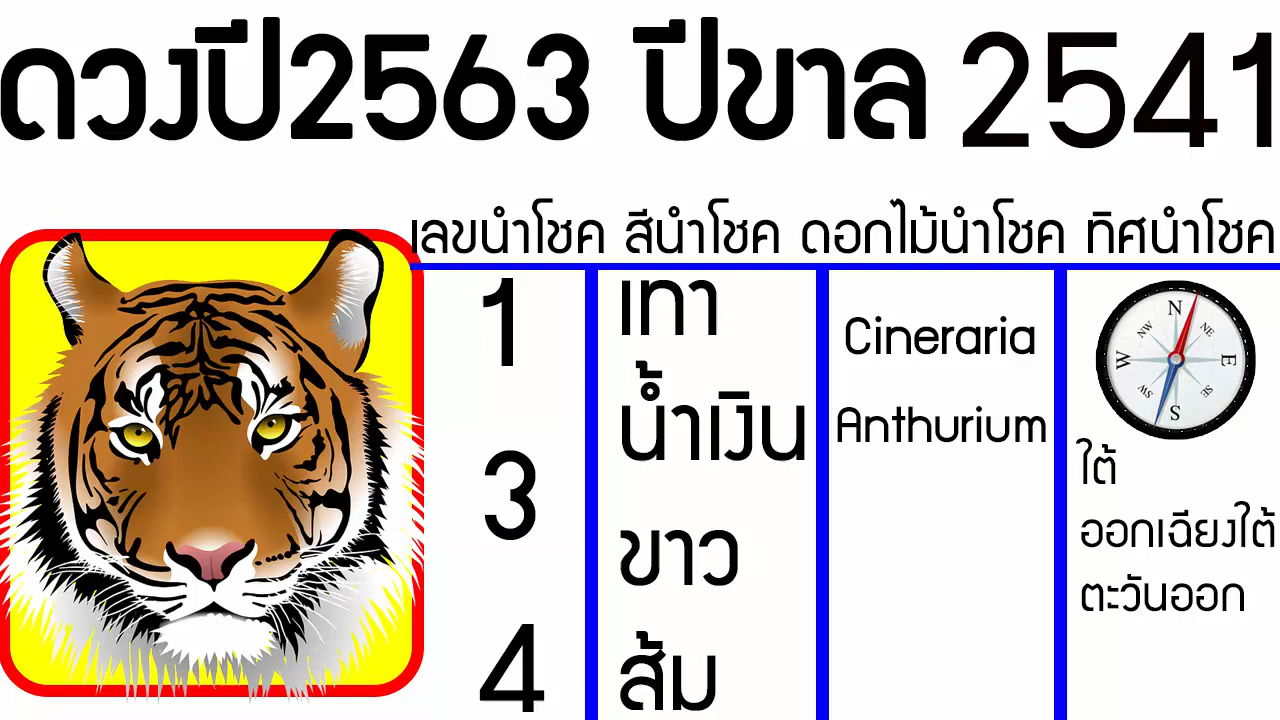 ดวงปี2563 ปีขาล 2541
เลขนำโชค สีนำโชค ดอกไม้นำโชค ทิศนำโชค
1
3
4
เทา
น้ำเงิน
ขาว
ส้ม
Cineraria
Anthurium
N
NW NE
W E
SW SE
S
ใต้
ออกเฉียงใต้
ตะวันออก